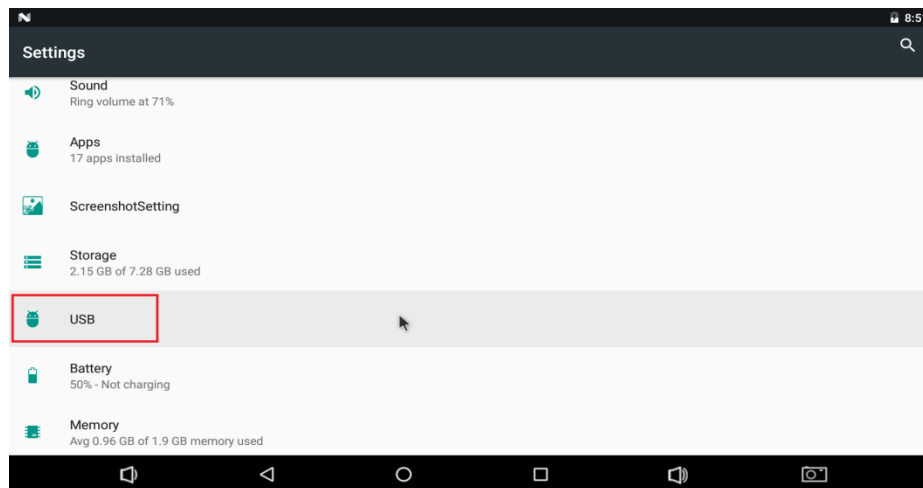 8:5
Settings
Sound
Ring volume at 71%
Apps
17 apps installed
ScreenshotSetting
Storage
2.15 GB of 7.28 GB used
USB
Battery
50% - Not charging
Memory
Avg 0.96 GB of 1.9 GB memory used